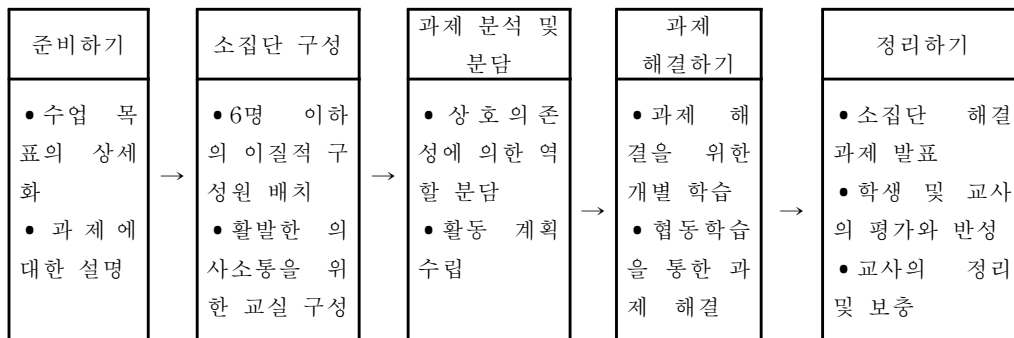 준비하기
• 수업 목
표의 상세
화
• 과제에
대한 설명
→
소집단 구성
• 6명 이하
의 이질적 구
성원 배치
• 활발한 의
사소통을 위
한 교실 구성
→
과제 분석 및
분담
• 상호의존
성에 의한 역
할 분담
• 활동 계획
수립
→
과제
해결하기
• 과제 해
결을 위한
개별 학습
• 협동학습
을 통한 과
제 해결
→
정리하기
• 소집단 해결
과제 발표
• 학생 및 교사
의 평가와 반성
• 교사의 정리
및 보충